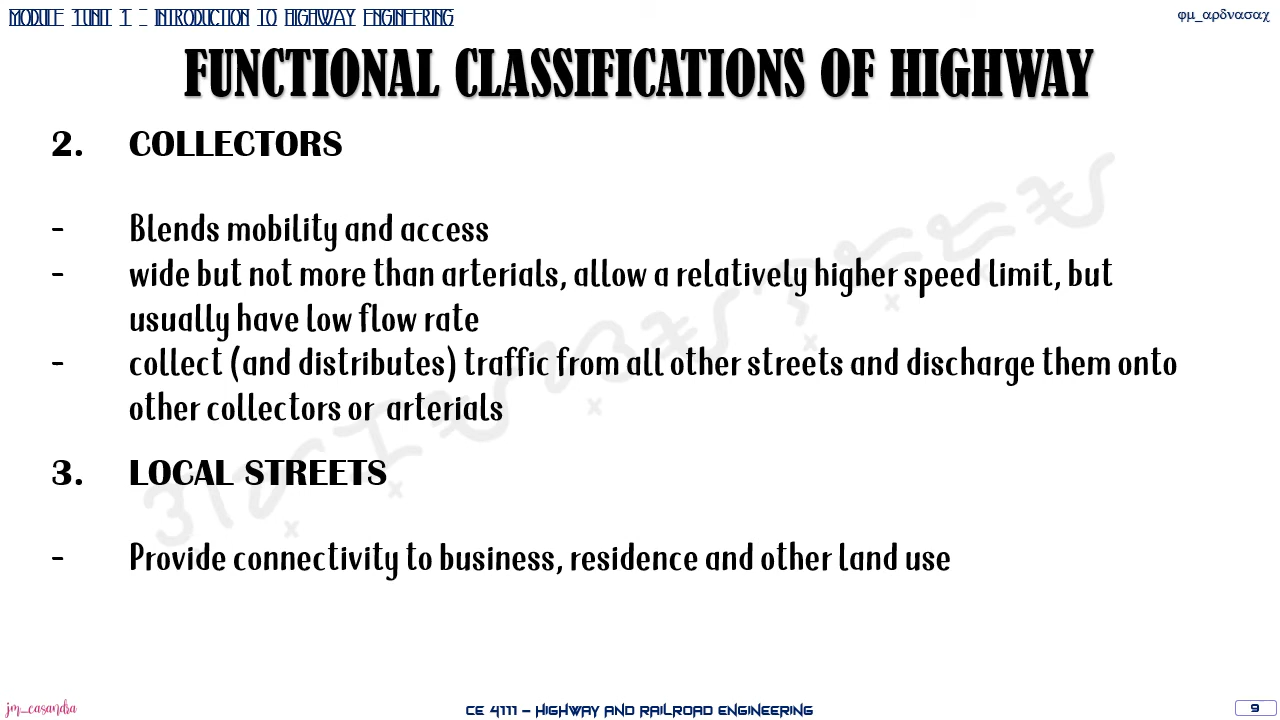 MODULE 1UNIT 1 – INTRODUCTION TO HIGHWAY ENGINEERING
φμ_αρδνασαχ
FUNCTIONAL CLASSIFICATIONS OF HIGHWAY
2. COLLECTORS
- Blends mobility and access
- wide but not more than arterials, allow a relatively higher speed limit, but
usually have low flow rate
- collect (and distributes) traffic from all other streets and discharge them onto
other collectors or arterials
3. LOCAL STREETS
- Provide connectivity to business, residence and other land use
jm_casandra
CE 4111 – HIGHWAY AND RAILROAD ENGINEERING
9